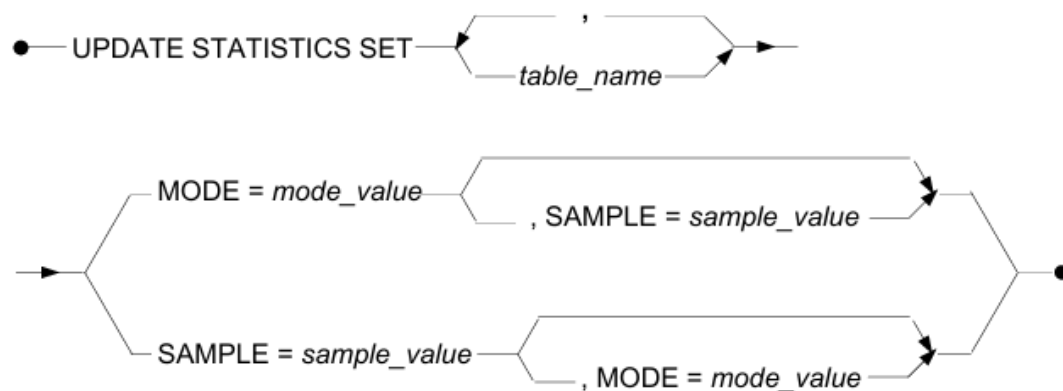 ,
UPDATE STATISTICS SET
table_name
MODE = mode_value
, SAMPLE = sample_value
SAMPLE = sample_value
, MODE = mode_value